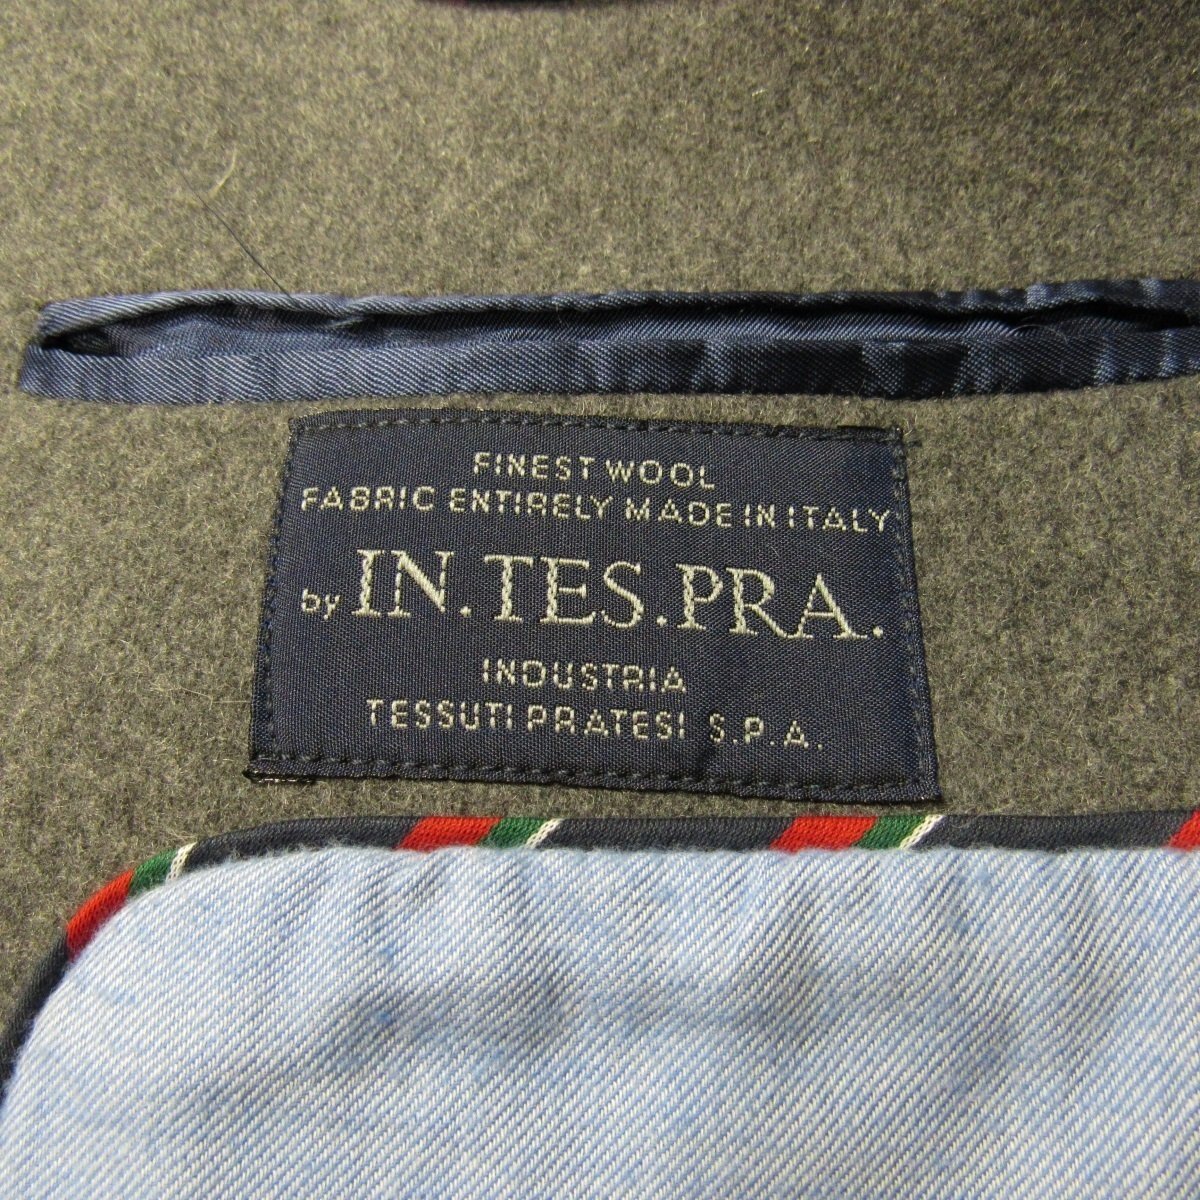 FINEST WOOL
FABRIC ENTIRELY MADE IN ITALY
by IN.TES.PRA.
INDUSTRIA
TESSUTI PRATESI S.P.A.